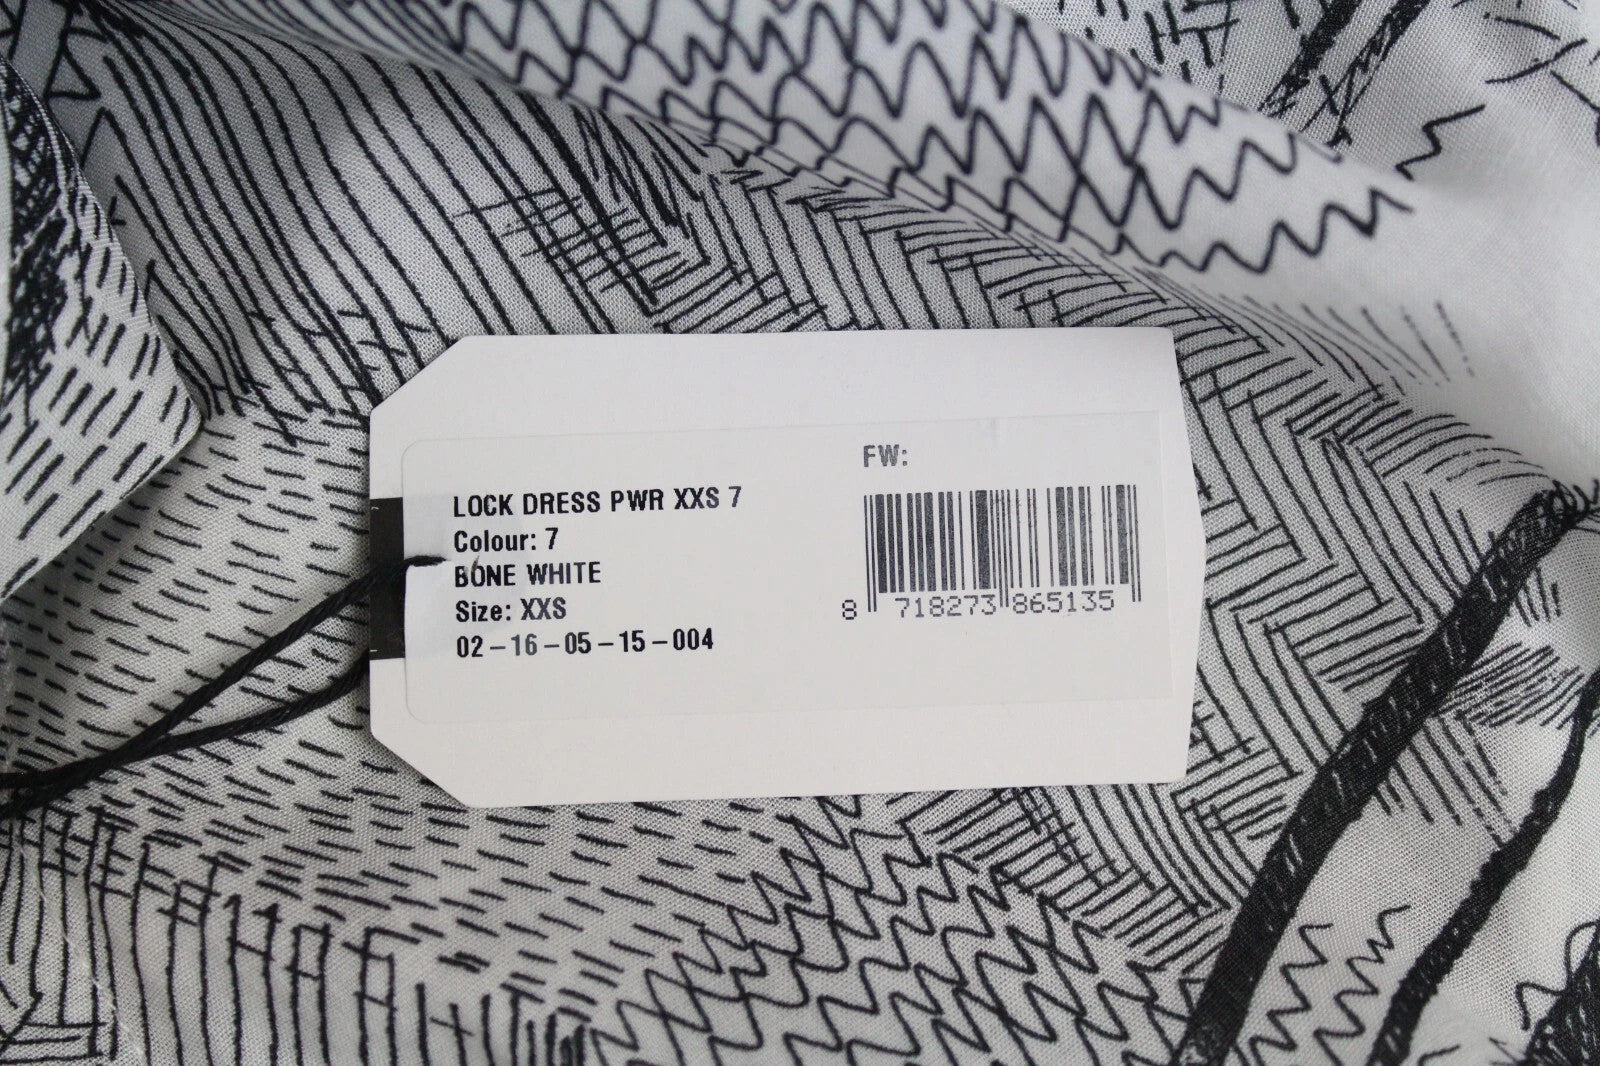 LOCK DRESS PWR XXS 7
Colour: 7
BONE WHITE
Size: XXS
02-16-05-15-004
FW:
8 718273 865135